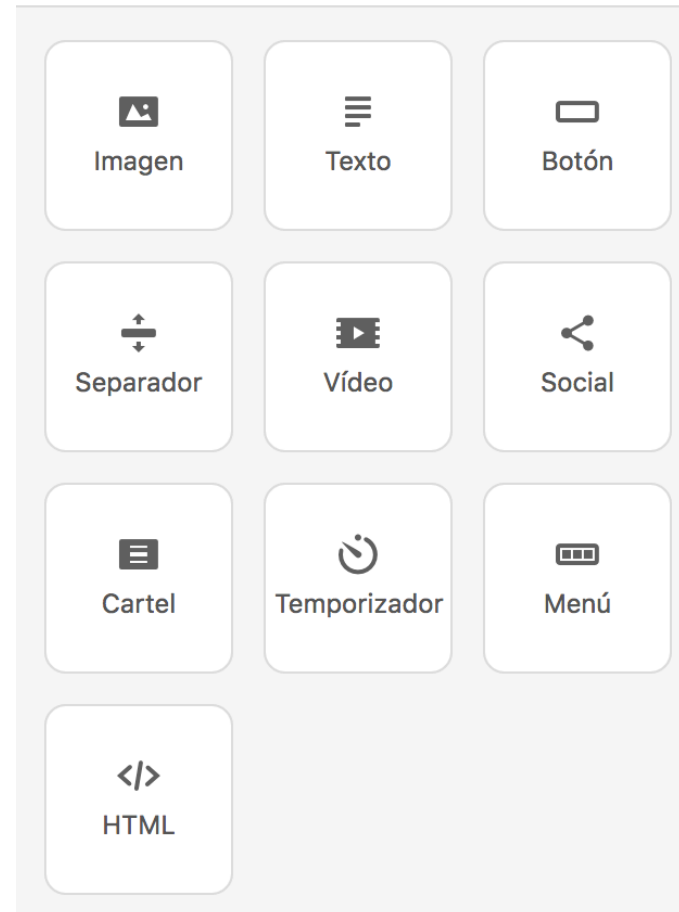 Imagen
Texto
Botón
Separador
Vídeo
Social
Cartel
Temporizador
Menú
HTML